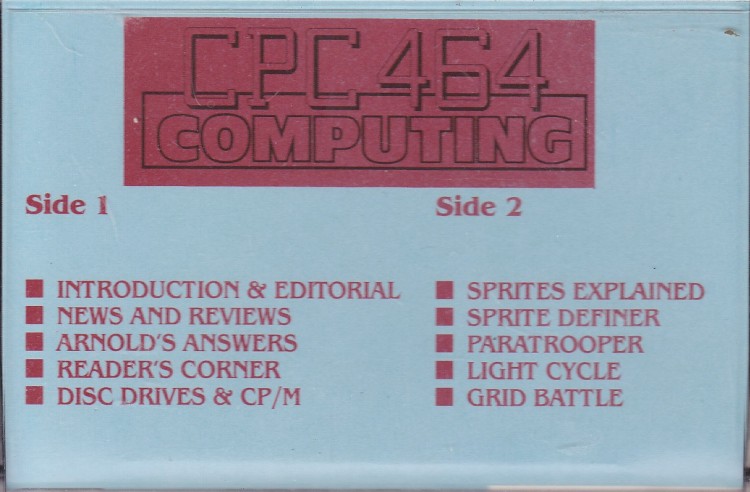 CPC 464
COMPUTING
Side 1
INTRODUCTION & EDITORIAL
NEWS AND REVIEWS
ARNOLD'S ANSWERS
READER'S CORNER
DISC DRIVES & CP/M
Side 2
SPRITES EXPLAINED
SPRITE DEFINER
PARATROOPER
LIGHT CYCLE
GRID BATTLE